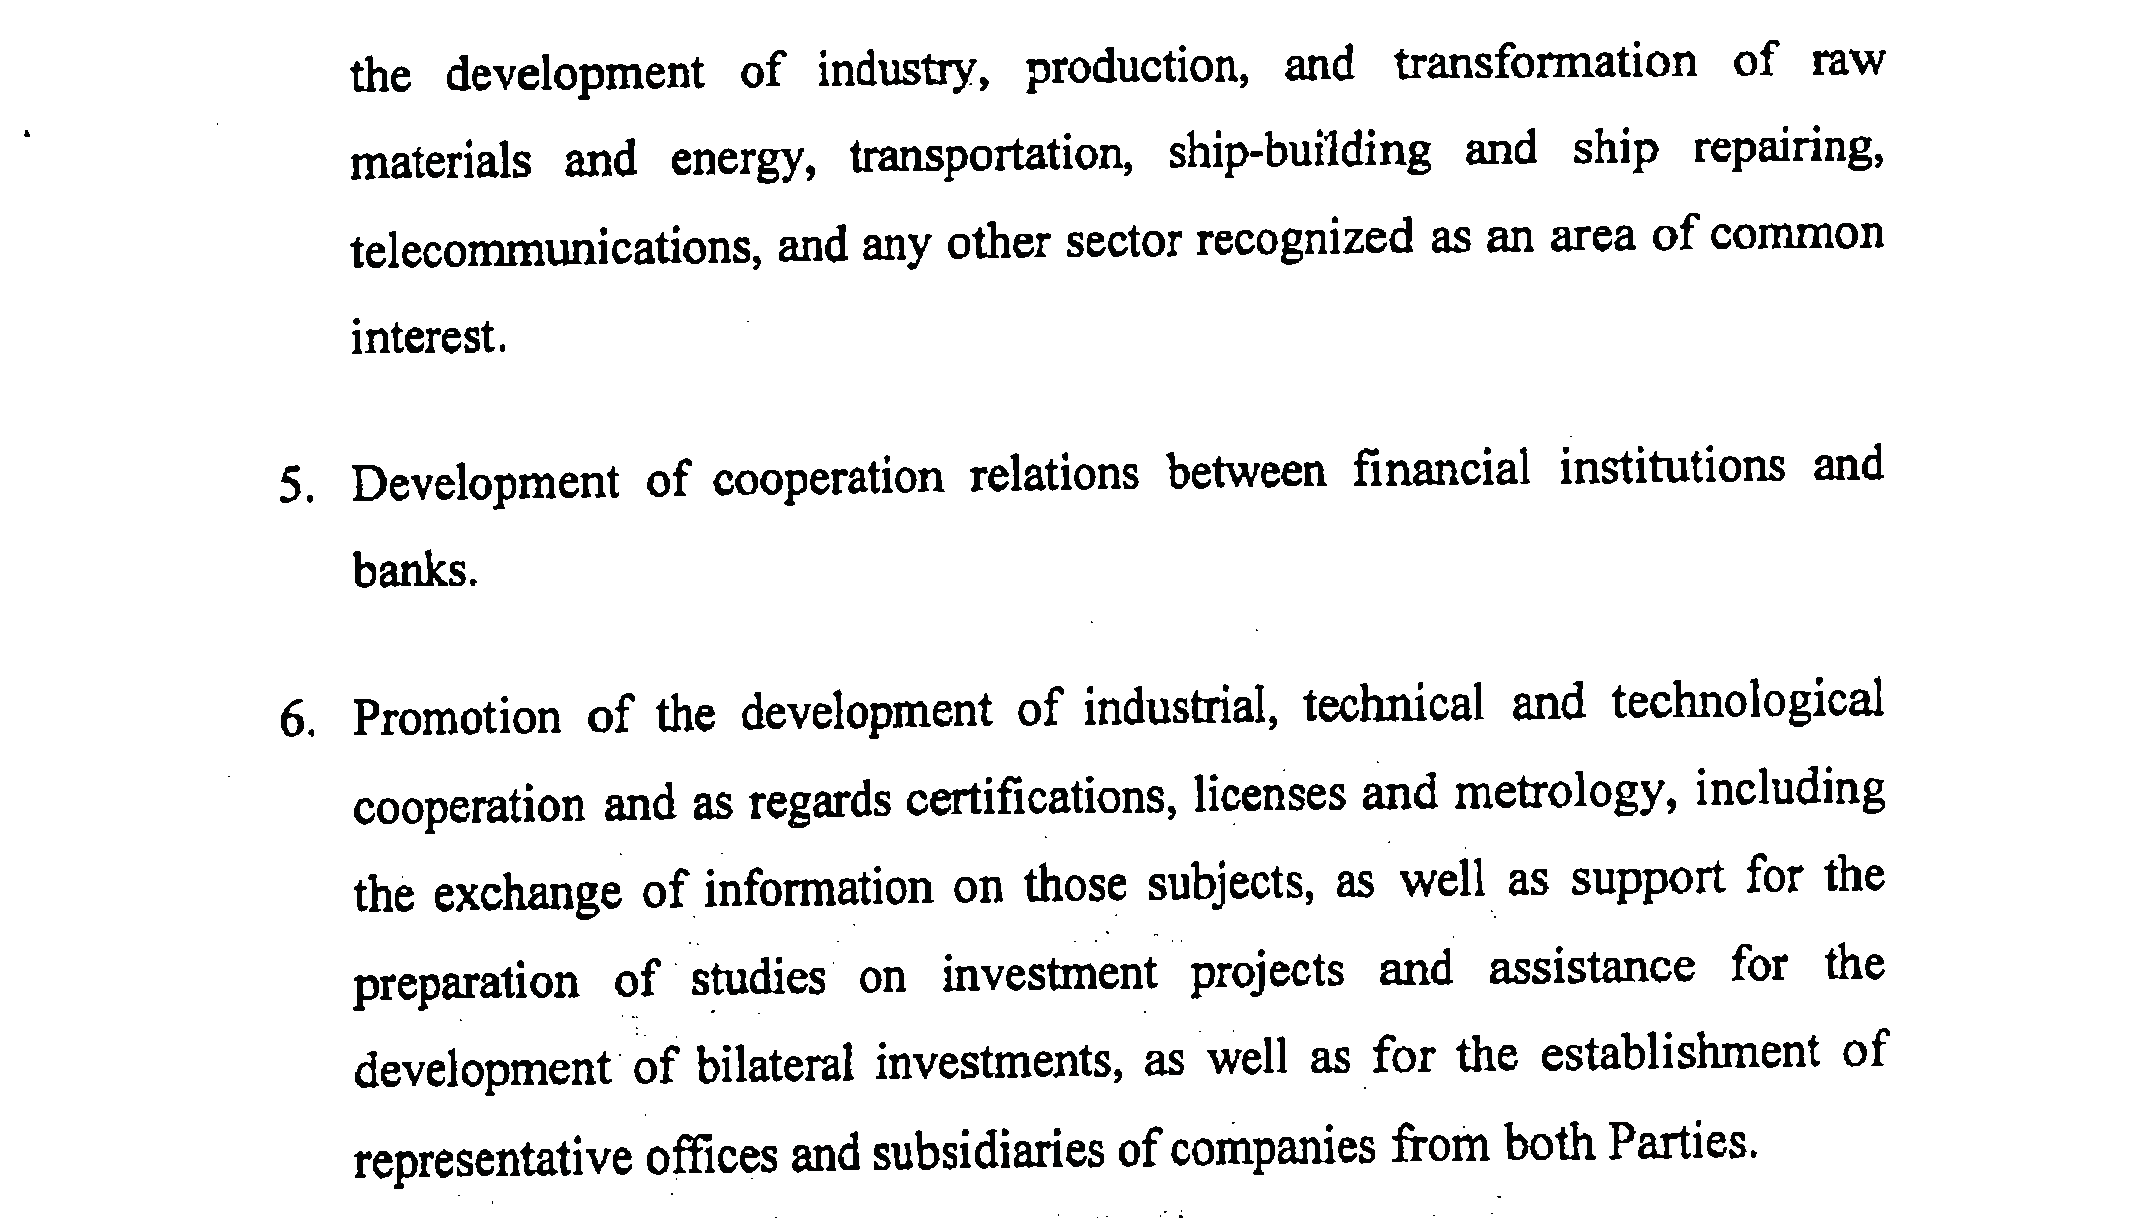 the development of industry, production, and transformation of raw
materials and energy, transportation, ship-building and ship repairing,
telecommunications, and any other sector recognized as an area of common
interest.
5. Development of cooperation relations between financial institutions and
banks.
6. Promotion of the development of industrial, technical and technological
cooperation and as regards certifications, licenses and metrology, including
the exchange of information on those subjects, as well as support for the
preparation of studies on investment projects and assistance for the
development of bilateral investments, as well as for the establishment of
representative offices and subsidiaries of companies from both Parties.